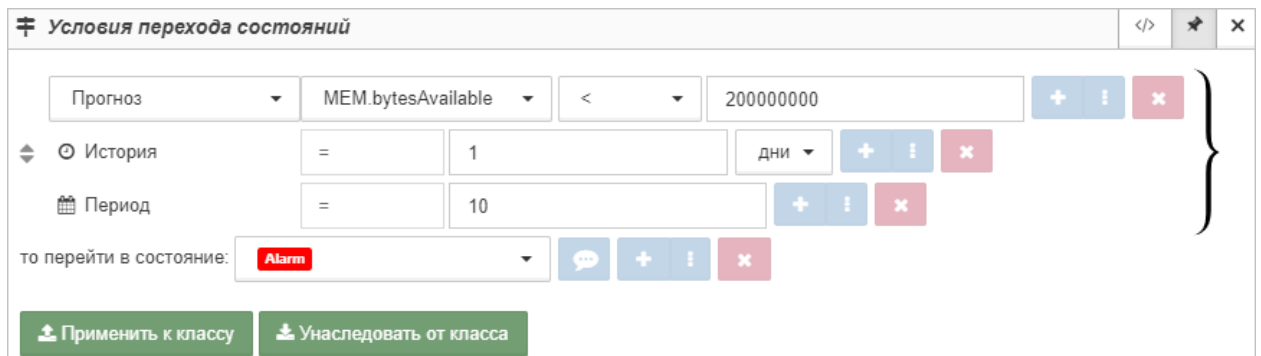 Условия перехода состояний </>
Прогноз MEM.bytesAvailable < 200000000
История = 1 дни
Период = 10
то перейти в состояние: Alarm
Применить к классу Унаследовать от класса